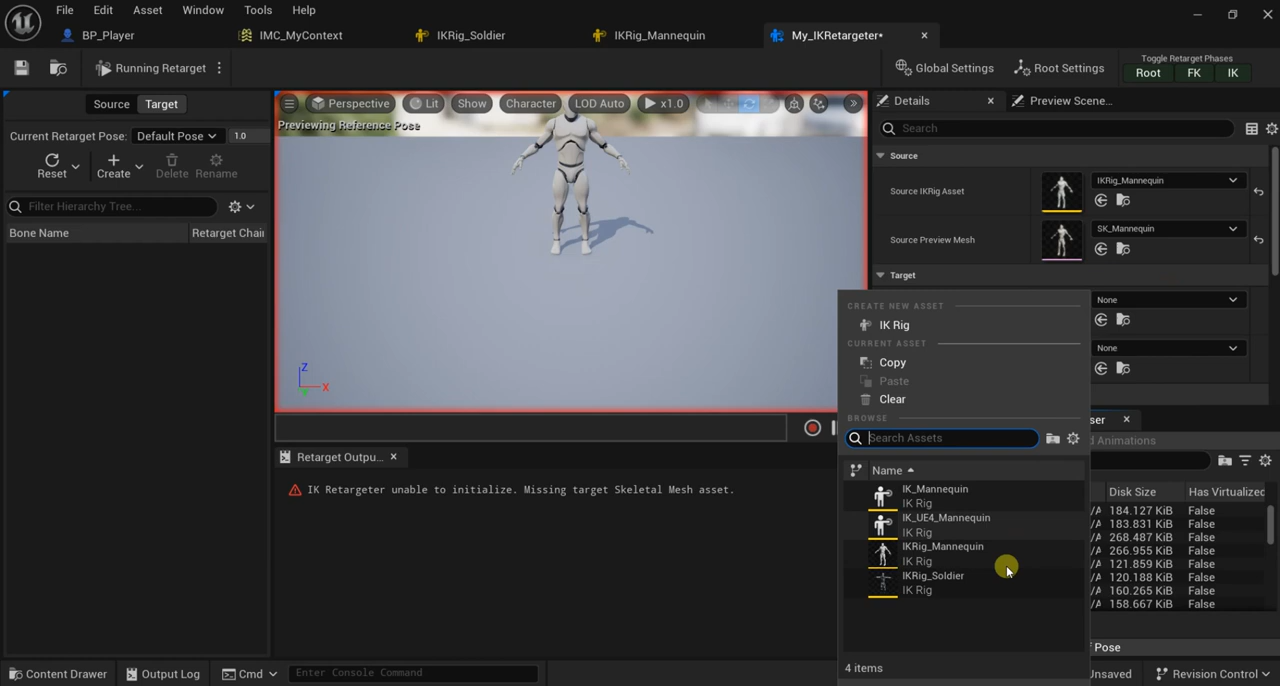 File Edit Asset Window Tools Help
BP_Player IMC_MyContext IKRig_Soldier IKRig_Mannequin My_IKRetargeter*
Running Retarget Global Settings Root Settings
Toggle Retarget Phases
Root FK IK
Source Target
Current Retarget Pose: Default Pose 1.0
Reset Create Delete Rename
Filter Hierarchy Tree...
Bone Name Retarget Chai
Perspective Lit Show Character LOD Auto x1.0
Previewing Reference Pose
Z
X
Retarget Outpu...
IK Retargeter unable to initialize. Missing target Skeletal Mesh asset.
Details Preview Scene...
Search
Source
Source IKRig Asset IKRig_Mannequin
Source Preview Mesh SK_Mannequin
Target
None
None
CREATE NEW ASSET
IK Rig
CURRENT ASSET
Copy
Paste
Clear
BROWSE
Search Assets
Name
IK_Mannequin
IK Rig
IK_UE4_Mannequin
IK Rig
IKRig_Mannequin
IK Rig
IKRig_Soldier
IK Rig
4 items
ser
d Animations
Disk Size Has Virtualized
184.127 KiB False
183.831 KiB False
268.487 KiB False
266.955 KiB False
121.859 KiB False
120.188 KiB False
160.265 KiB False
158.667 KiB False
Pose
Content Drawer Output Log Cmd Enter Console Command
Unsaved Revision Control